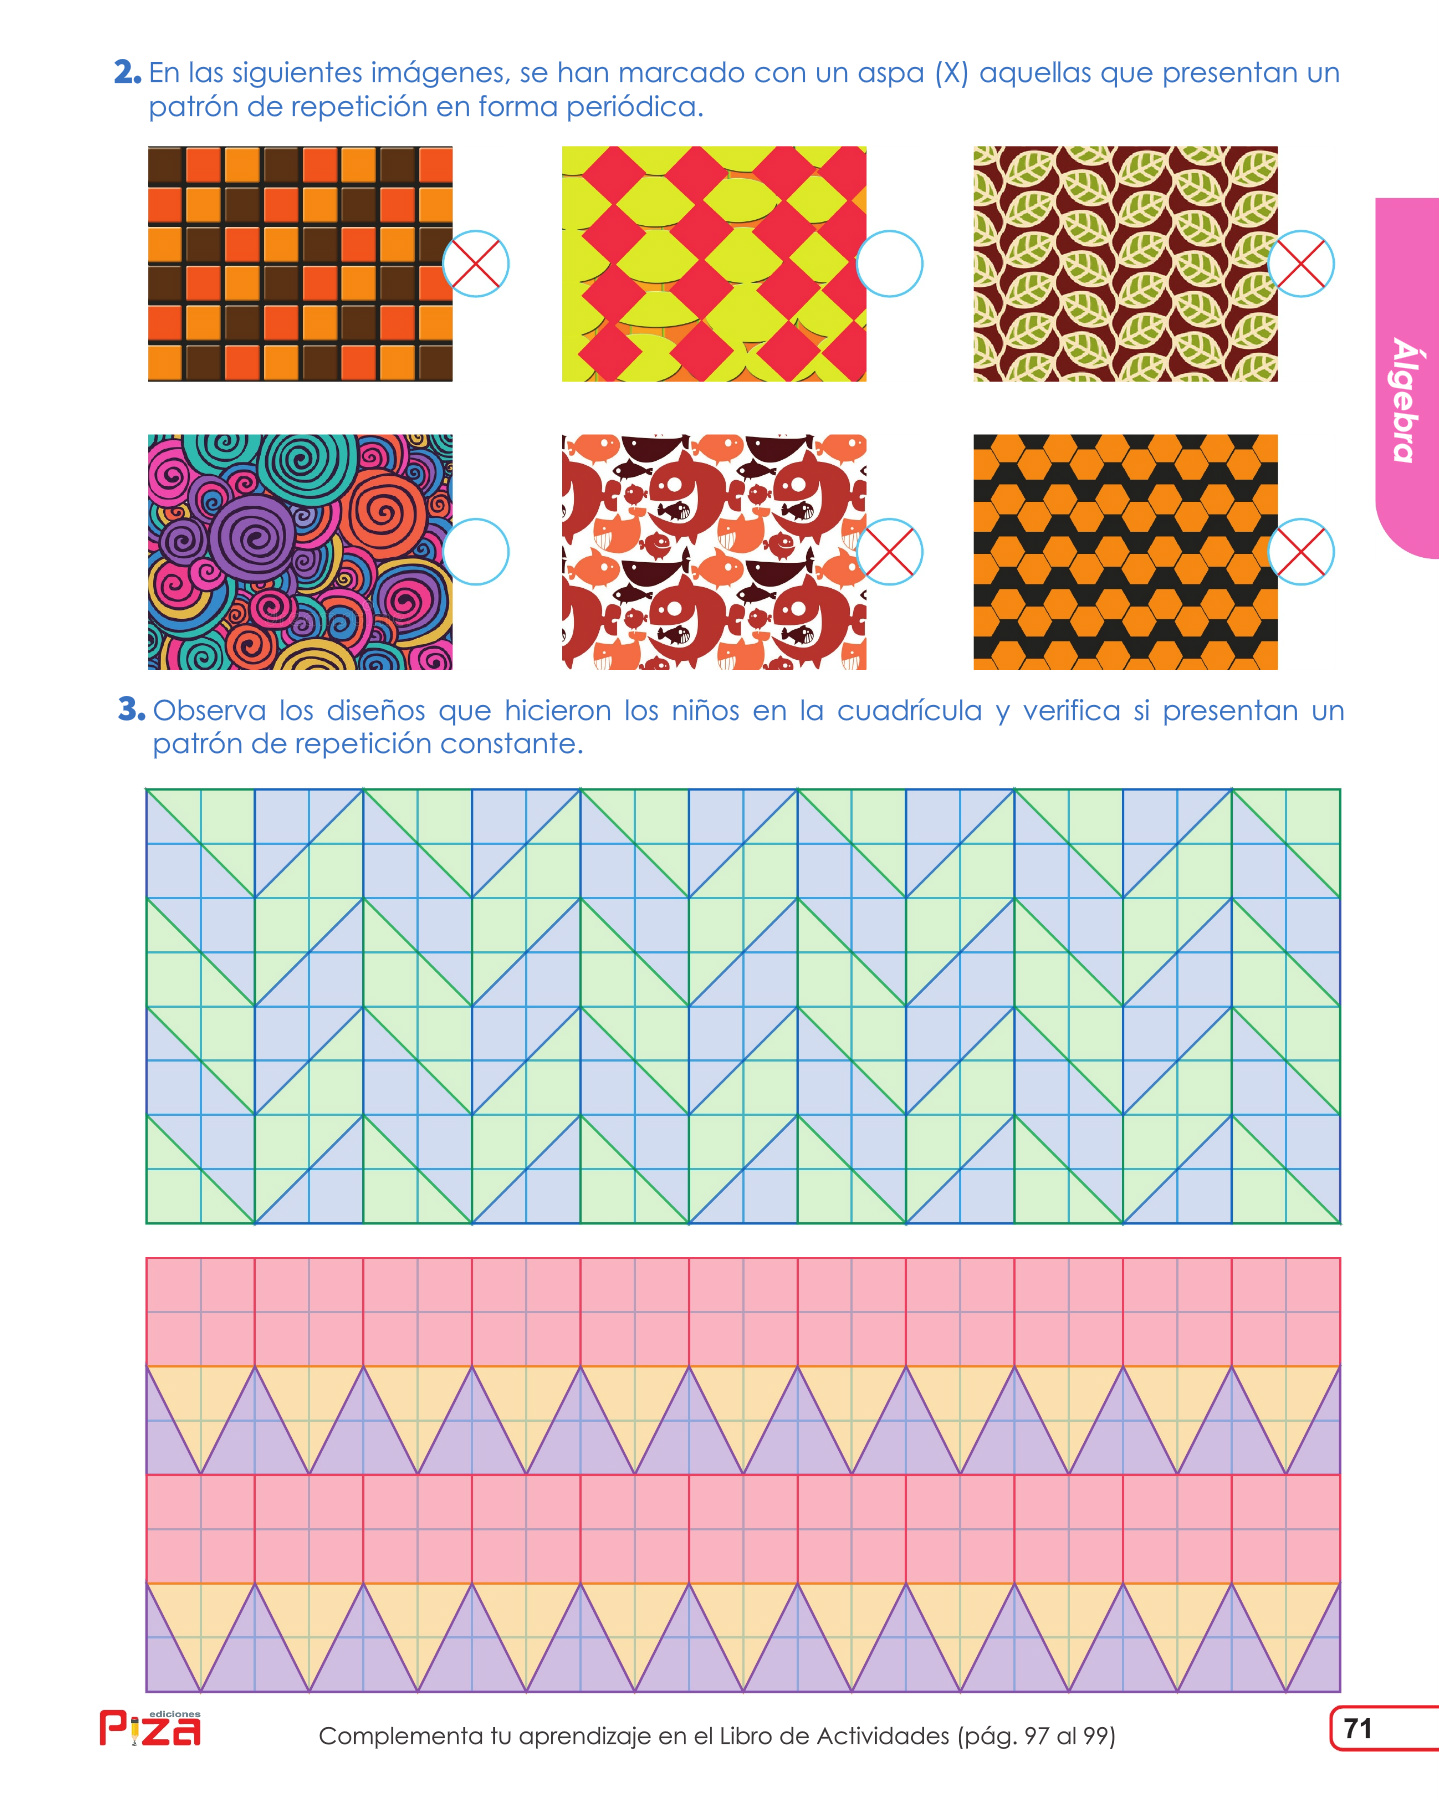 2. En las siguientes imágenes, se han marcado con un aspa (X) aquellas que presentan un
patrón de repetición en forma periódica.
Álgebra
3. Observa los diseños que hicieron los niños en la cuadrícula y verifica si presentan un
patrón de repetición constante.
ediciones
Piza
Complementa tu aprendizaje en el Libro de Actividades (pág. 97 al 99)
71